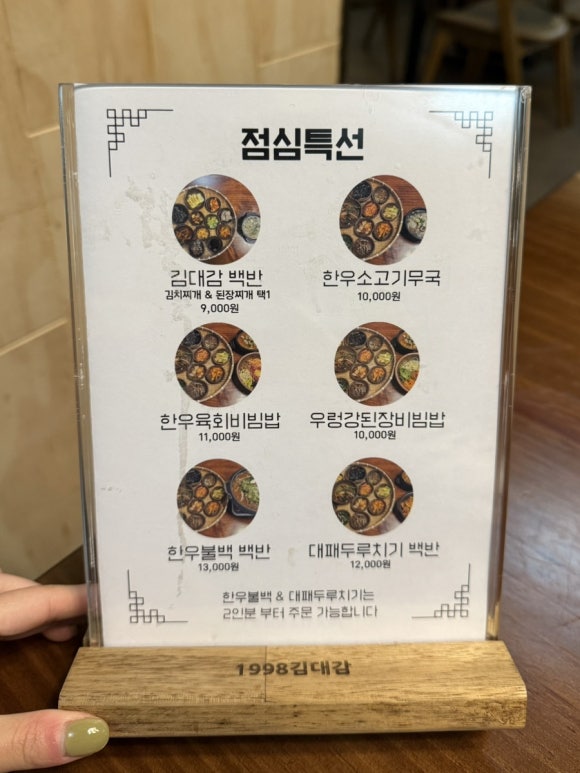 점심특선
김대감 백반
김치찌개 & 된장찌개 택1
9,000원
한우소고기무국
10,000원
한우육회비빔밥
11,000원
우렁강된장비빔밥
10,000원
한우불백 백반
13,000원
대패두루치기 백반
12,000원
한우불백 & 대패두루치기는
2인분 부터 주문 가능합니다
1998김대감